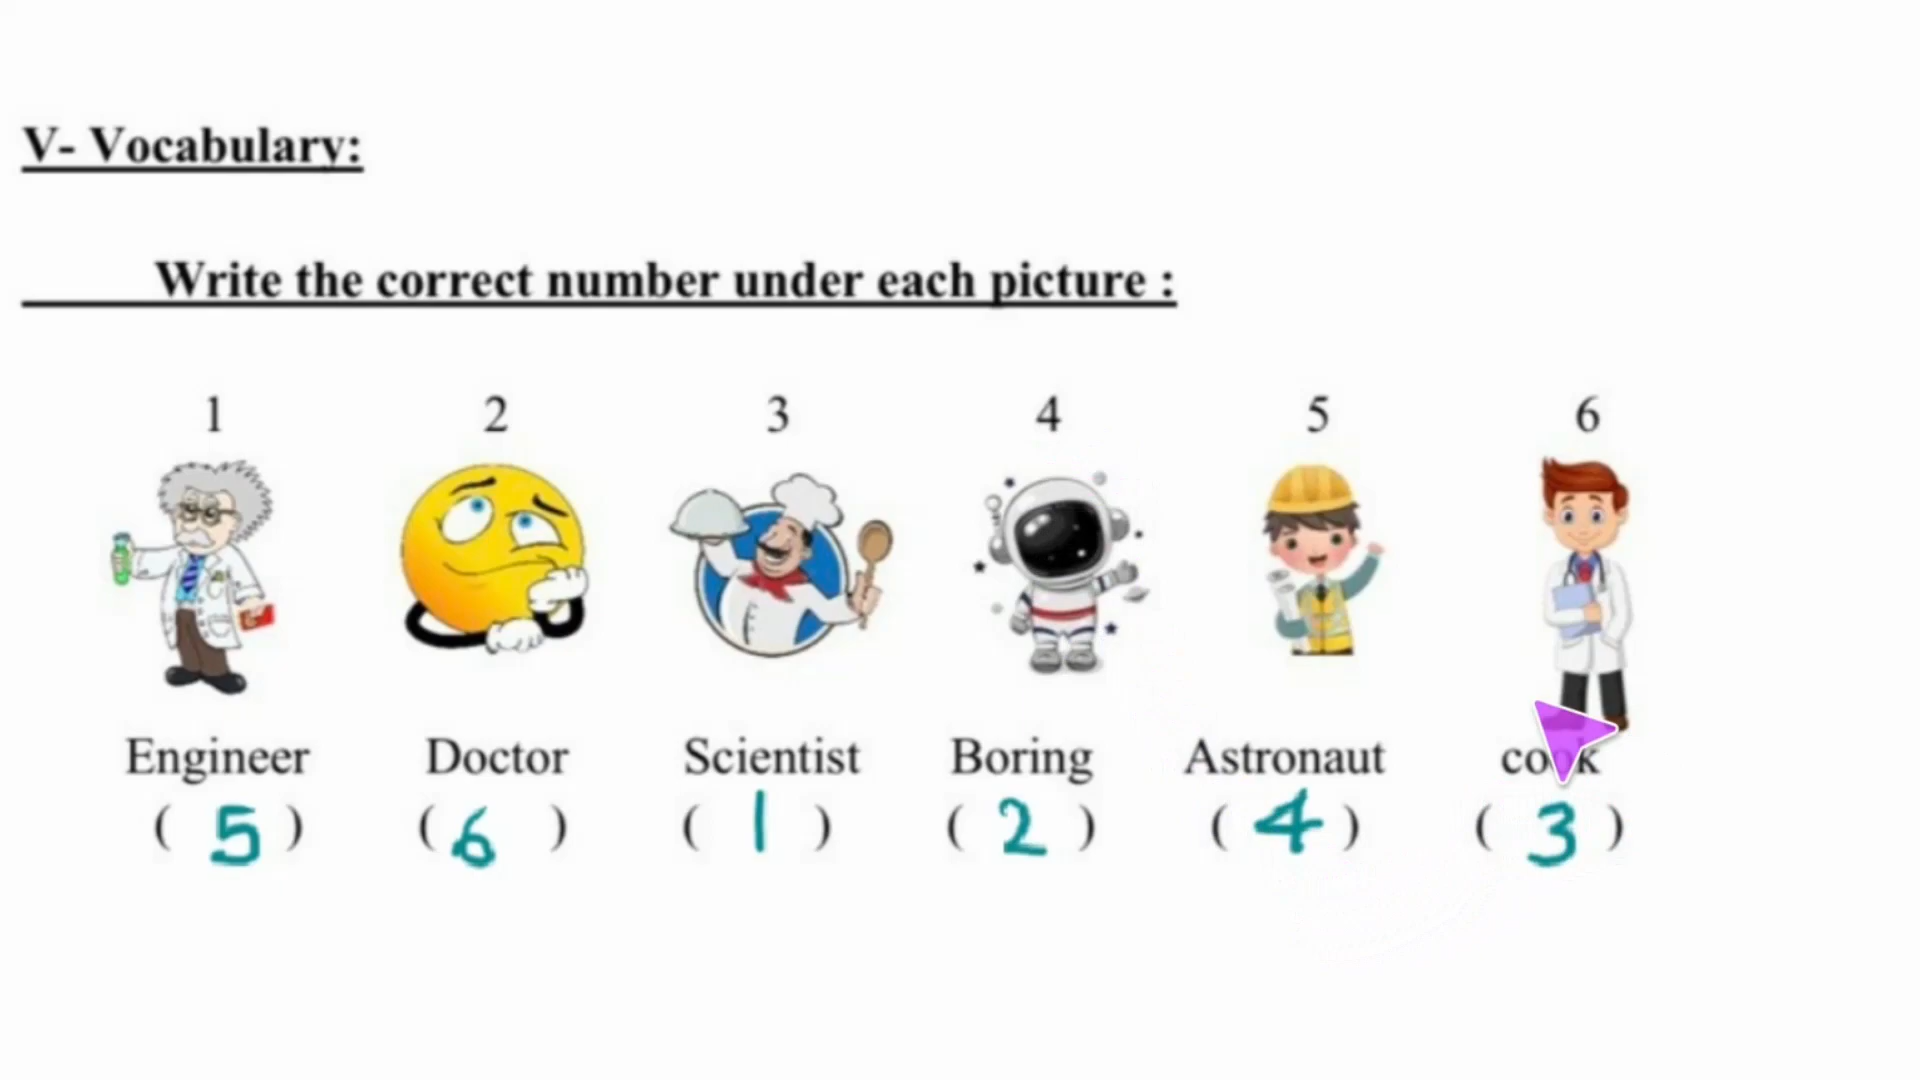 V- Vocabulary:
Write the correct number under each picture :
1 2 3 4 5 6
Engineer Doctor Scientist Boring Astronaut cook
( 5 ) ( 6 ) ( 1 ) ( 2 ) ( 4 ) ( 3 )